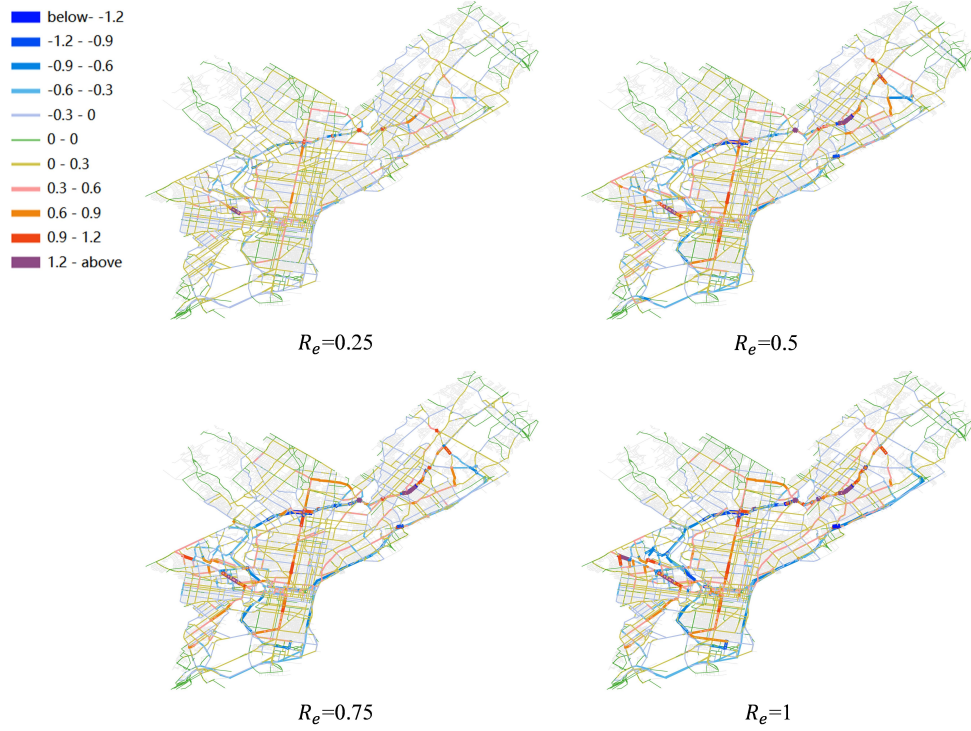 below- -1.2
-1.2 - -0.9
-0.9 - -0.6
-0.6 - -0.3
-0.3 - 0
0 - 0
0 - 0.3
0.3 - 0.6
0.6 - 0.9
0.9 - 1.2
1.2 - above
Re=0.25
Re=0.5
Re=0.75
Re=1